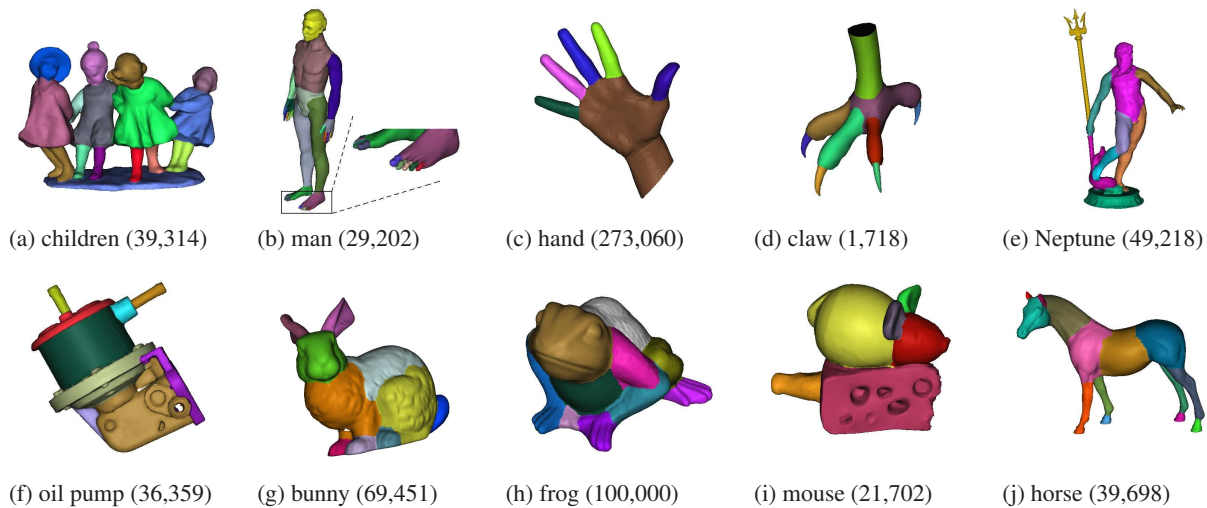 (a) children (39,314)
(b) man (29,202)
(c) hand (273,060)
(d) claw (1,718)
(e) Neptune (49,218)
(f) oil pump (36,359)
(g) bunny (69,451)
(h) frog (100,000)
(i) mouse (21,702)
(j) horse (39,698)